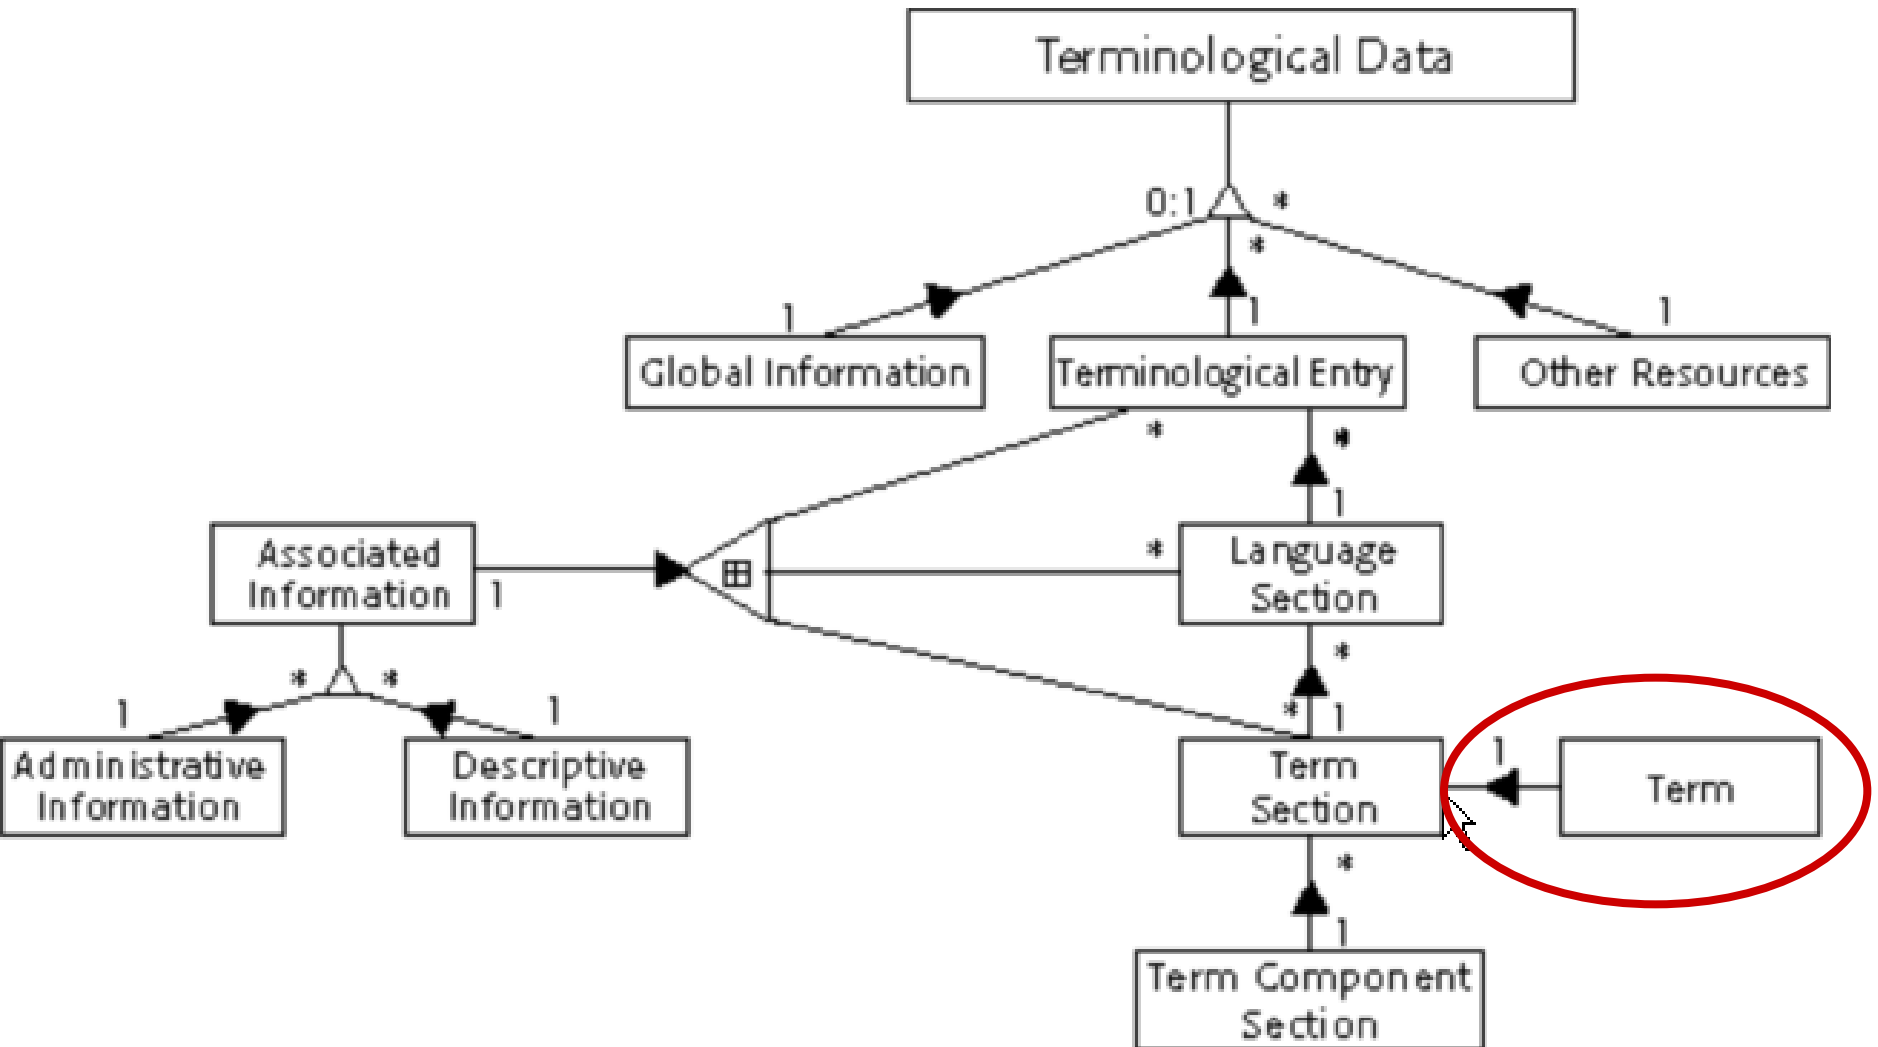 Terminological Data
0:1 *
*
1 1 1
Global Information Terminological Entry Other Resources
* *
1
Associated Information
1
* Language Section
*
* *
1 1 * 1 1
Administrative Information
Descriptive Information
Term Section
Term
*
1
Term Component Section